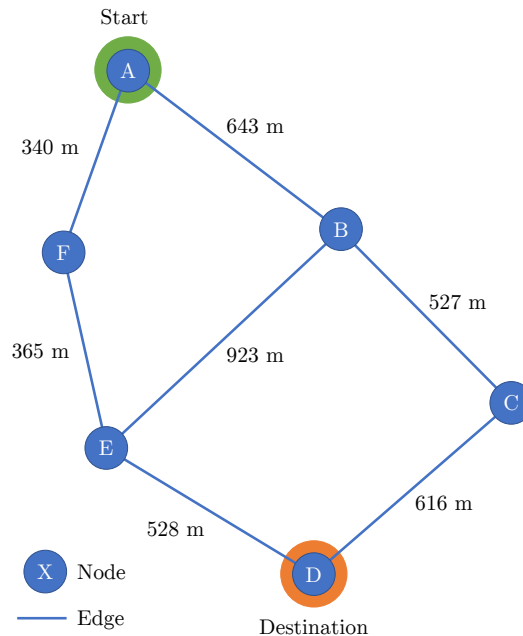 Start
A
643 m
340 m
B
F
527 m
365 m
923 m
C
E
616 m
528 m
D
X Node
Edge
Destination